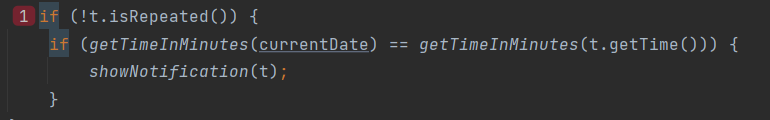 1 if (!t.isRepeated()) {
if (getTimeInMinutes(currentDate) == getTimeInMinutes(t.getTime())) {
showNotification(t);
}